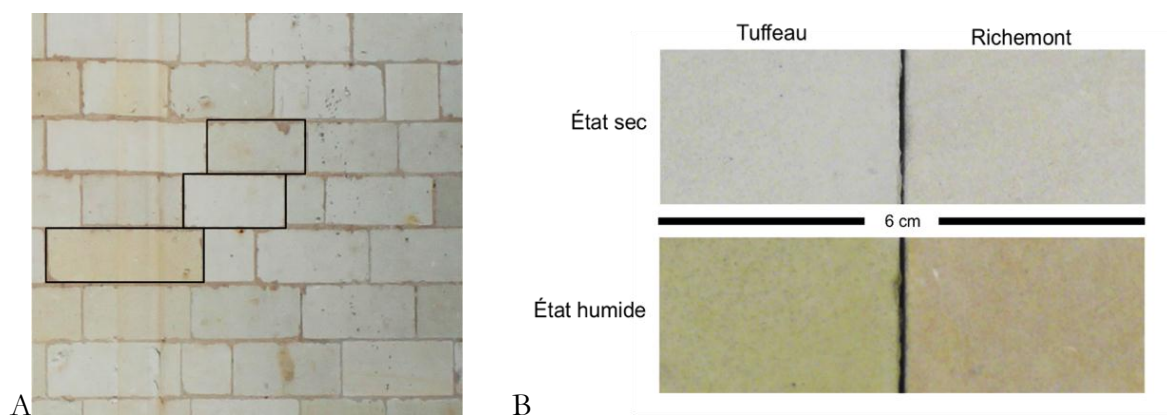 Tuffeau
Richemont
État sec
6 cm
État humide
A
B